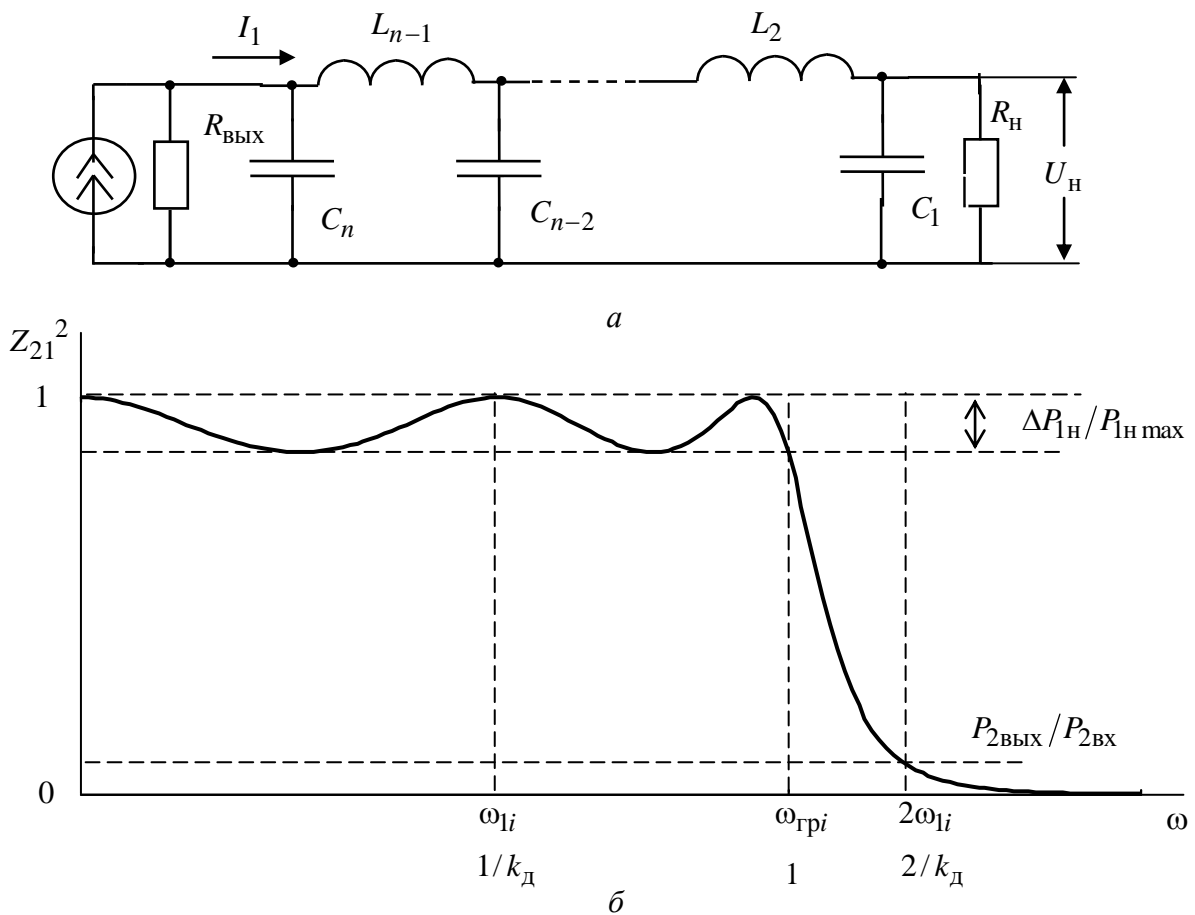 I₁
Lₙ₋₁
L₂
Rвых
Rн
Uн
Cₙ
Cₙ₋₂
C₁
а
Z₂₁²
1
ΔP₁н/P₁н max
P₂вых/P₂вх
0
ω₁ᵢ
ωгрᵢ
2ω₁ᵢ
ω
1/kд
1
2/kд
б